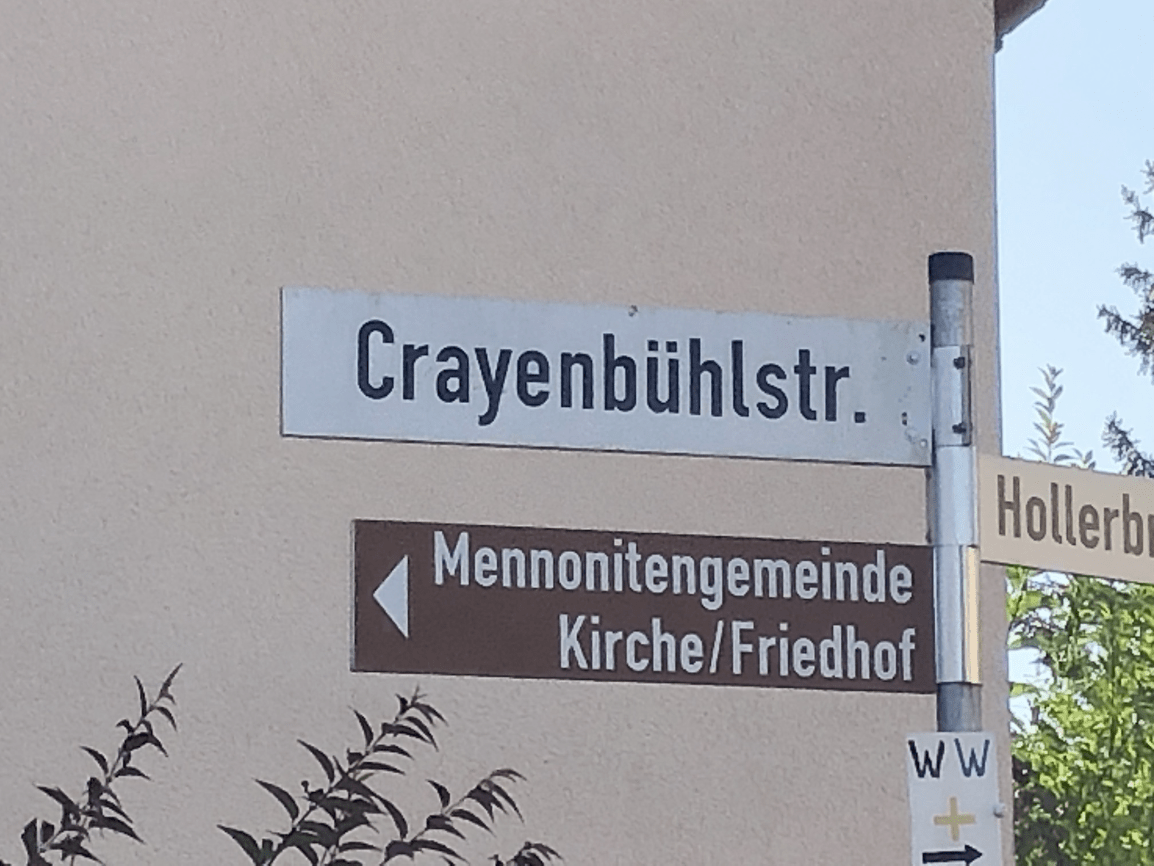 Crayenbühlstr.
Mennonitengemeinde
Kirche/Friedhof
WW